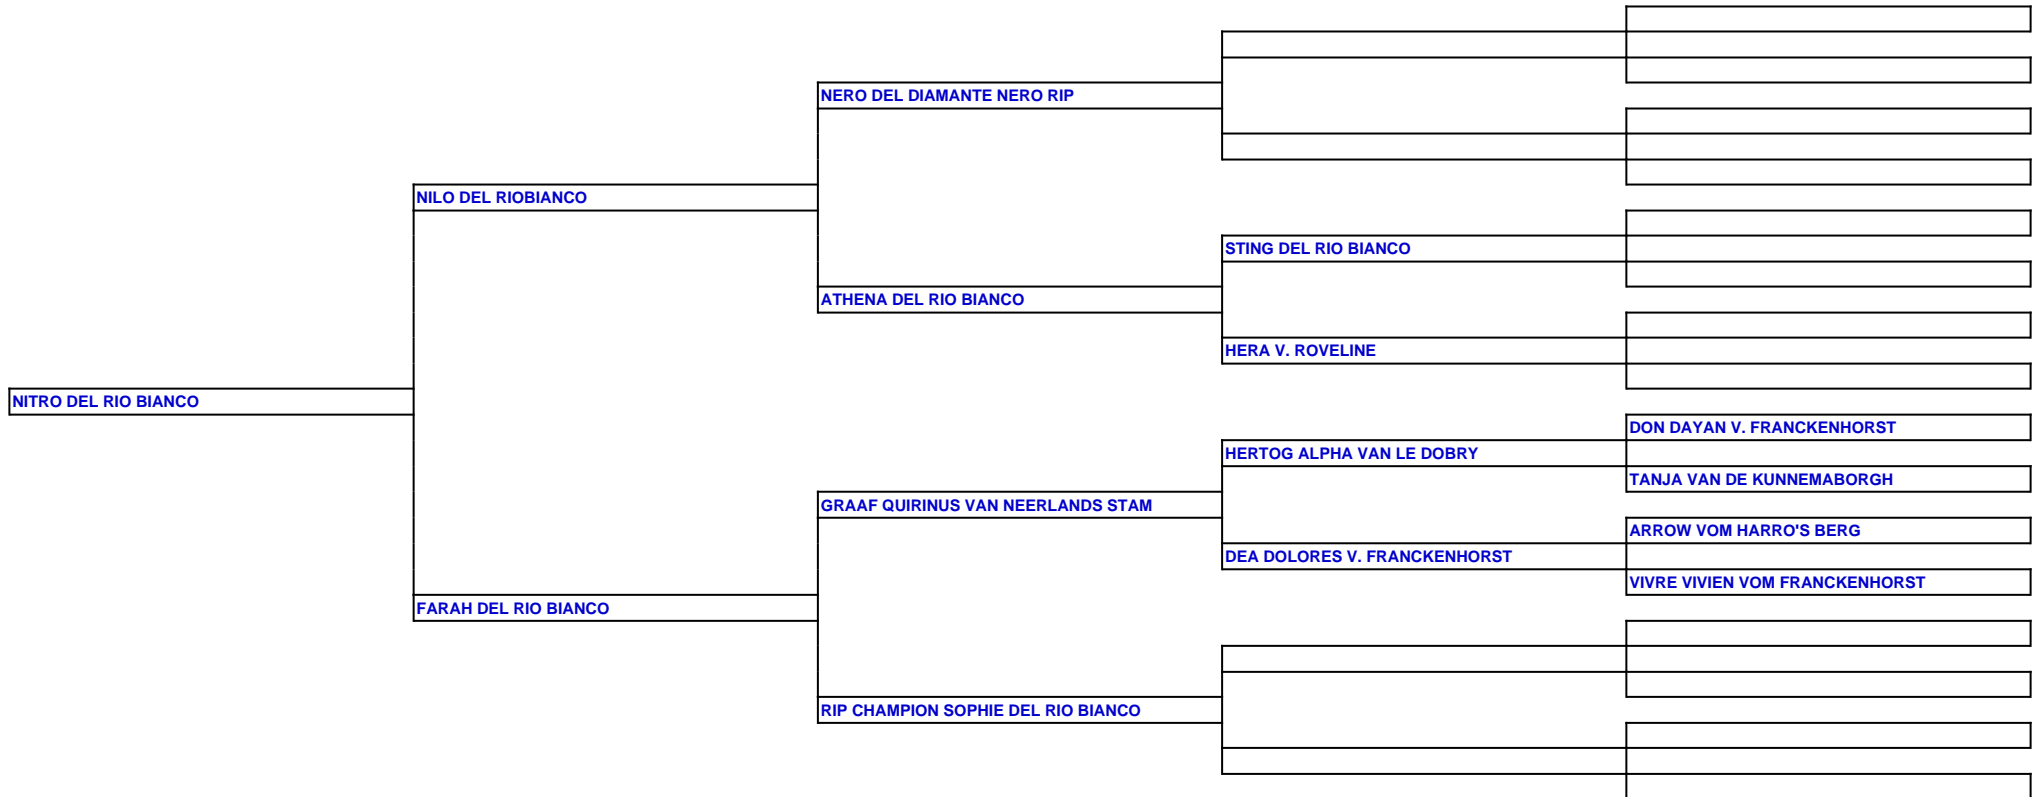 NERO DEL DIAMANTE NERO RIP
NILO DEL RIOBIANCO
STING DEL RIO BIANCO
ATHENA DEL RIO BIANCO
HERA V. ROVELINE
NITRO DEL RIO BIANCO
DON DAYAN V. FRANCKENHORST
HERTOG ALPHA VAN LE DOBRY
TANJA VAN DE KUNNEMABORGH
GRAAF QUIRINUS VAN NEERLANDS STAM
ARROW VOM HARRO'S BERG
DEA DOLORES V. FRANCKENHORST
VIVRE VIVIEN VOM FRANCKENHORST
FARAH DEL RIO BIANCO
RIP CHAMPION SOPHIE DEL RIO BIANCO